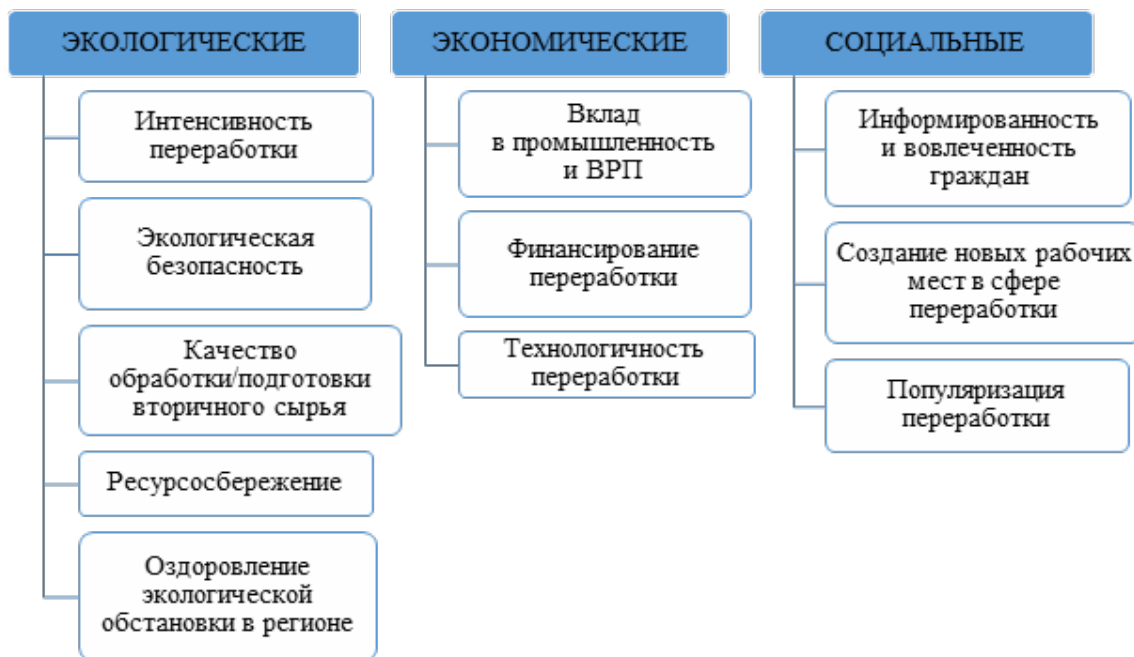 ЭКОЛОГИЧЕСКИЕ
Интенсивность
переработки
Экологическая
безопасность
Качество
обработки/подготовки
вторичного сырья
Ресурсосбережение
Оздоровление
экологической
обстановки в регионе
ЭКОНОМИЧЕСКИЕ
Вклад
в промышленность
и ВРП
Финансирование
переработки
Технологичность
переработки
СОЦИАЛЬНЫЕ
Информированность
и вовлеченность
граждан
Создание новых рабочих
мест в сфере
переработки
Популяризация
переработки